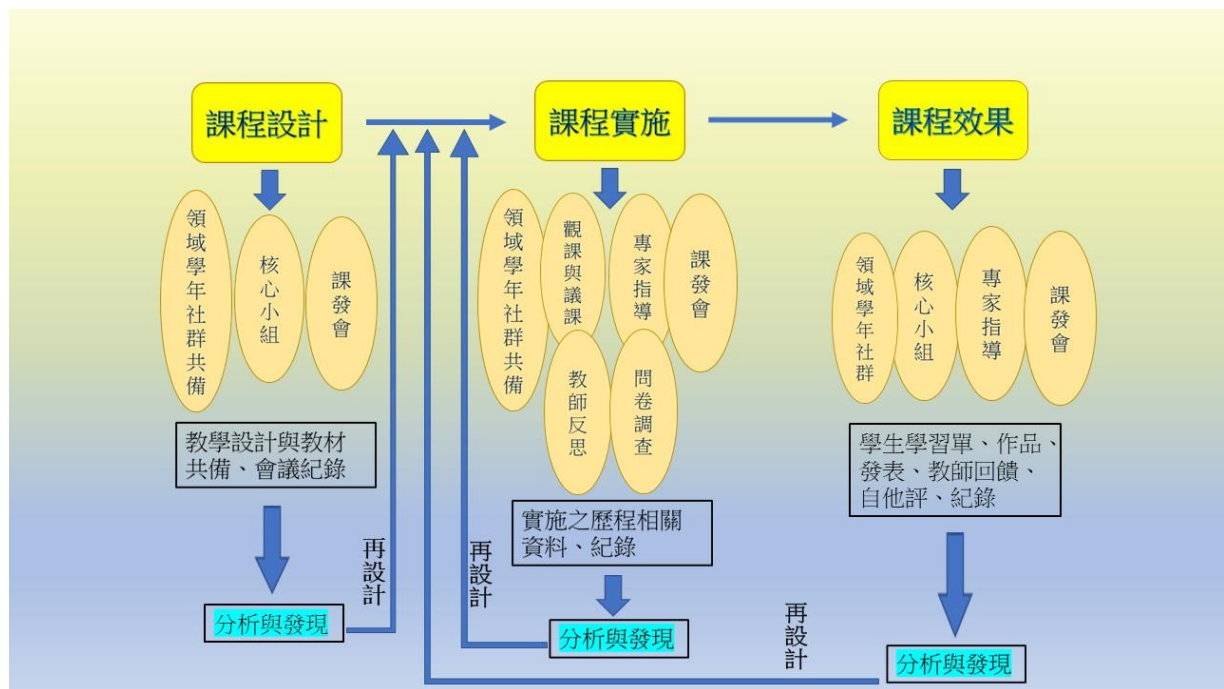 課程設計
課程實施
課程效果
領域學年社群共備
核心小組
課發會
領域學年社群共備
觀課與議課
專家指導
課發會
教師反思
問卷調查
領域學年社群
核心小組
專家指導
課發會
教學設計與教材
共備、會議紀錄
實施之歷程相關
資料、紀錄
學生學習單、作品、
發表、教師回饋、
自他評、紀錄
再設計
再設計
再設計
分析與發現
分析與發現
分析與發現